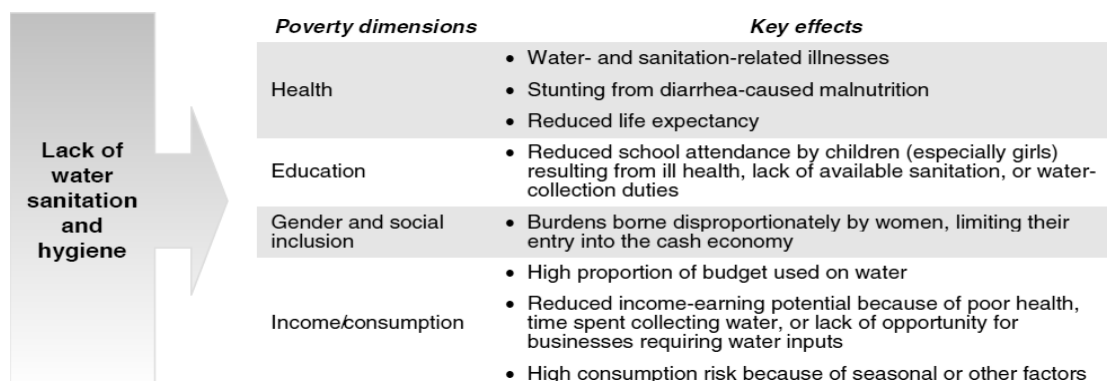 Poverty dimensions Key effects
Lack of
water
sanitation
and
hygiene
Health
• Water- and sanitation-related illnesses
• Stunting from diarrhea-caused malnutrition
• Reduced life expectancy
Education
• Reduced school attendance by children (especially girls)
resulting from ill health, lack of available sanitation, or water-
collection duties
Gender and social
inclusion
• Burdens borne disproportionately by women, limiting their
entry into the cash economy
Income/consumption
• High proportion of budget used on water
• Reduced income-earning potential because of poor health,
time spent collecting water, or lack of opportunity for
businesses requiring water inputs
• High consumption risk because of seasonal or other factors